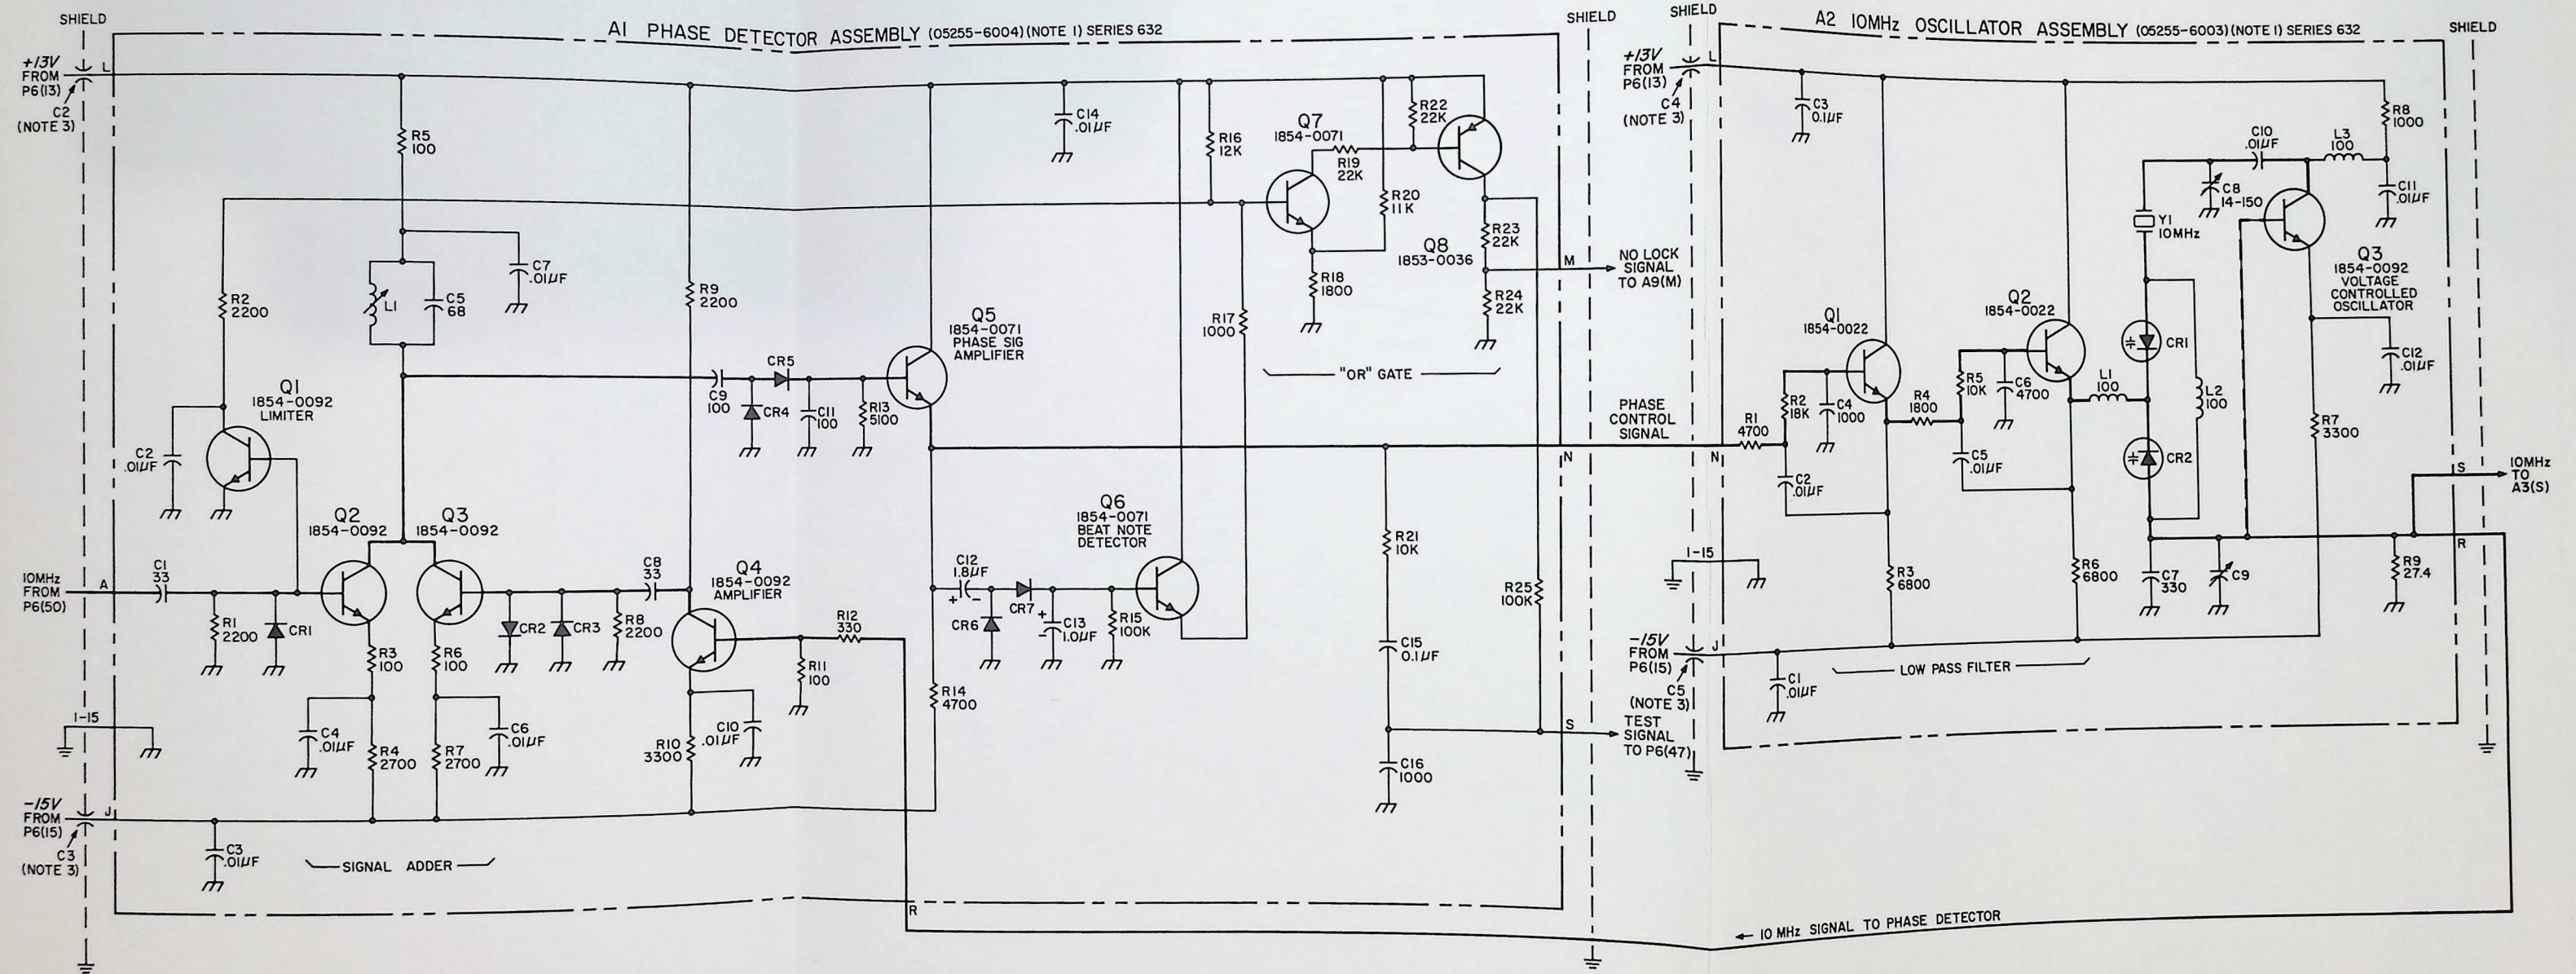 SHIELD
A1 PHASE DETECTOR ASSEMBLY (05255-6004)(NOTE 1) SERIES 632
+13V
FROM
P6(13)
L
C2
(NOTE 3)
R5
100
C14
.01µF
R16
12K
Q7
1854-0071
R19
22K
R22
22K
R20
11K
Q8
1853-0036
R23
22K
R18
1800
R24
22K
M
NO LOCK
SIGNAL
TO A9(M)
"OR" GATE
R2
2200
L1
C5
68
C7
.01µF
R9
2200
R17
1000
Q5
1854-0071
PHASE SIG
AMPLIFIER
CR5
C9
100
CR4
C11
100
R13
5100
Q1
1854-0092
LIMITER
C2
.01µF
PHASE
CONTROL
SIGNAL
N
Q2
1854-0092
Q3
1854-0092
Q6
1854-0071
BEAT NOTE
DETECTOR
C12
1.8µF
+
−
CR7
CR6
+
−
C13
1.0µF
R15
100K
R21
10K
R25
100K
10MHz
FROM
P6(50)
A
C1
33
R1
2200
CR1
C8
33
Q4
1854-0092
AMPLIFIER
CR2
CR3
R8
2200
R12
330
R11
100
R3
100
R6
100
C15
0.1µF
R14
4700
1-15
C4
.01µF
R4
2700
R7
2700
C6
.01µF
R10
3300
C10
.01µF
S
TEST
SIGNAL
TO P6(47)
C16
1000
-15V
FROM
P6(15)
J
C3
(NOTE 3)
C3
.01µF
SIGNAL ADDER
R
SHIELD
SHIELD
A2 10MHz OSCILLATOR ASSEMBLY (05255-6003)(NOTE 1) SERIES 632
SHIELD
+13V
FROM
P6(13)
L
C4
(NOTE 3)
C3
0.1µF
R8
1000
C10
.01µF
L3
100
C8
14-150
C11
.01µF
Y1
10MHz
Q3
1854-0092
VOLTAGE
CONTROLLED
OSCILLATOR
Q1
1854-0022
Q2
1854-0022
CR1
C12
.01µF
R2
18K
C4
1000
R4
1800
R5
10K
C6
4700
L1
100
L2
100
R1
4700
N
R7
3300
C2
.01µF
C5
.01µF
CR2
S
10MHz
TO
A3(S)
R
1-15
R3
6800
R6
6800
C7
330
C9
R9
27.4
-15V
FROM
P6(15)
J
C5
(NOTE 3)
C1
.01µF
LOW PASS FILTER
← 10 MHz SIGNAL TO PHASE DETECTOR